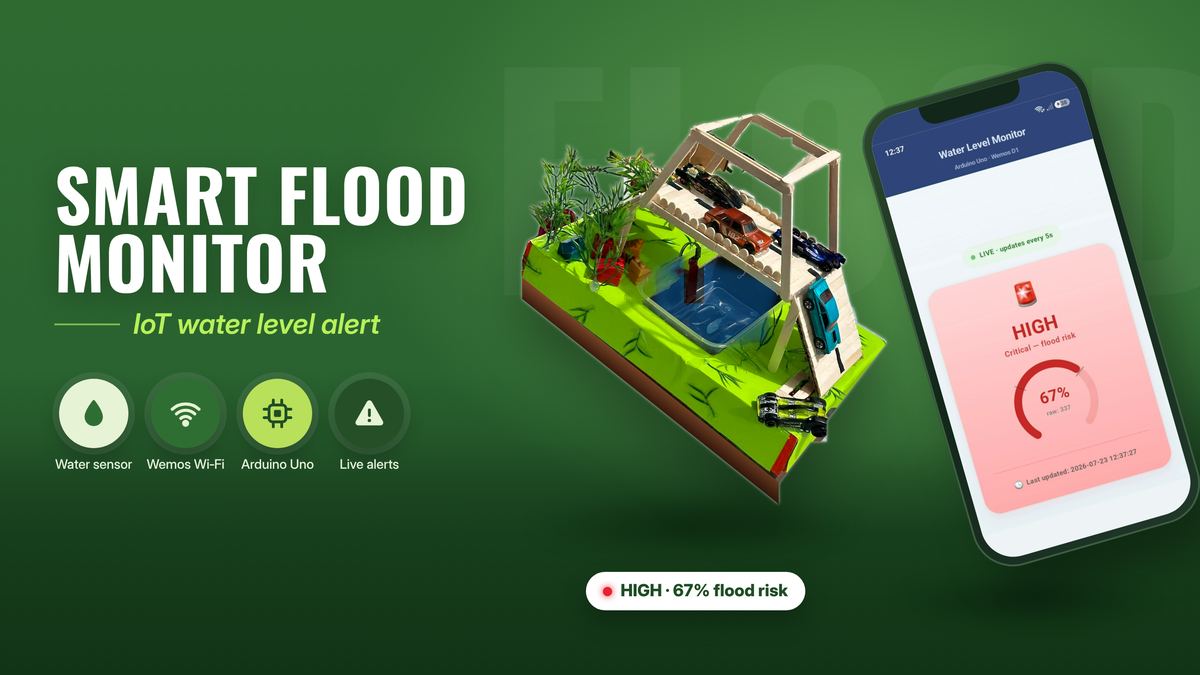 FLOOD
SMART FLOOD
MONITOR
IoT water level alert
Water sensor
Wemos Wi-Fi
Arduino Uno
Live alerts
12:37
Water Level Monitor
Arduino Uno · Wemos D1
LIVE · updates every 5s
HIGH
Critical — flood risk
67%
raw: 337
Last updated: 2026-07-23 12:37:27
HIGH · 67% flood risk